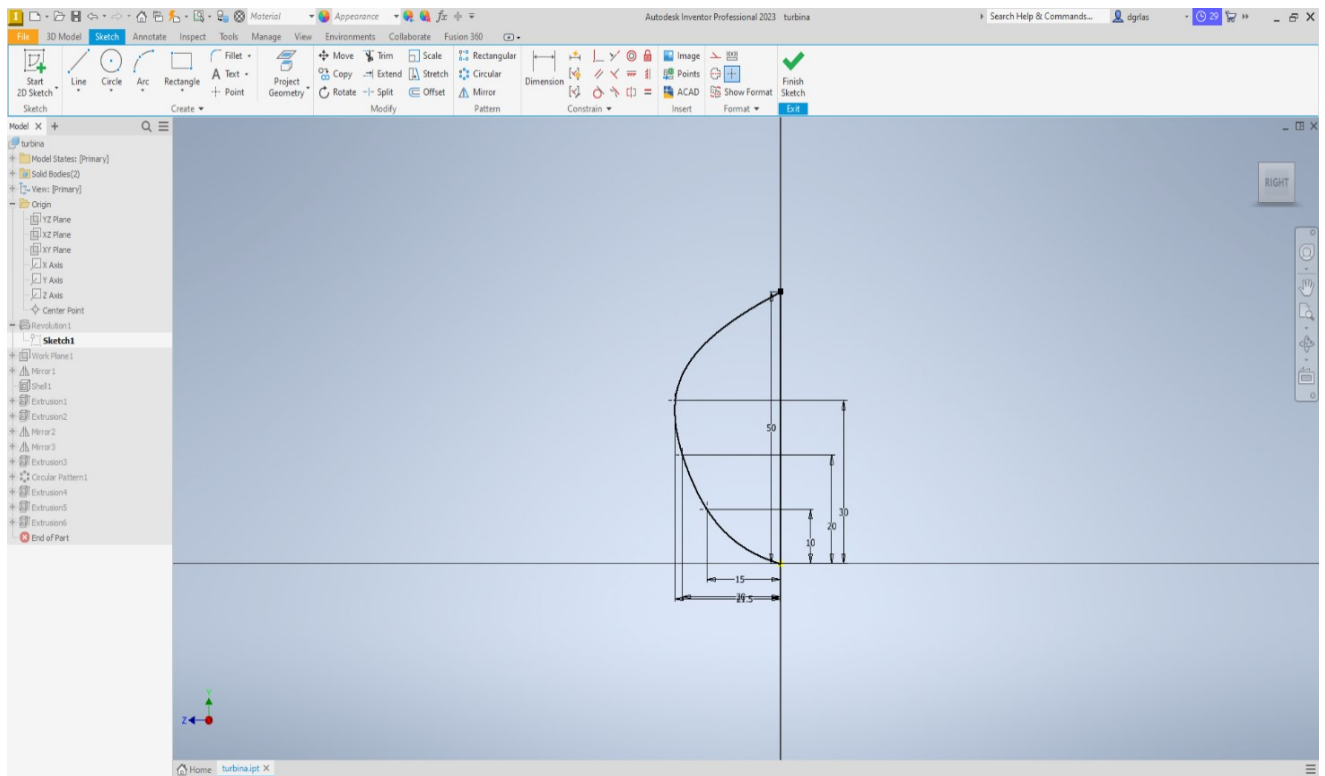 Material
Appearance
fx
Autodesk Inventor Professional 2023 turbina
Search Help & Commands...
dgrlas
29
File 3D Model Sketch Annotate Inspect Tools Manage View Environments Collaborate Fusion 360
Start
2D Sketch
Line
Circle
Arc
Rectangle
Fillet
Text
Point
Project
Geometry
Move
Copy
Rotate
Trim
Extend
Split
Scale
Stretch
Offset
Rectangular
Circular
Mirror
Dimension
Image
Points
ACAD
Show Format
Finish
Sketch
Sketch
Create
Modify
Pattern
Constrain
Insert
Format
Exit
Model
turbina
Model States: [Primary]
Solid Bodies(2)
View: [Primary]
Origin
YZ Plane
XZ Plane
XY Plane
X Axis
Y Axis
Z Axis
Center Point
Revolution1
Sketch1
Work Plane1
Mirror1
Shell1
Extrusion1
Extrusion2
Mirror2
Mirror3
Extrusion3
Circular Pattern1
Extrusion4
Extrusion5
Extrusion6
End of Part
RIGHT
50
30
20
10
15
Y
Z
Home turbina.ipt